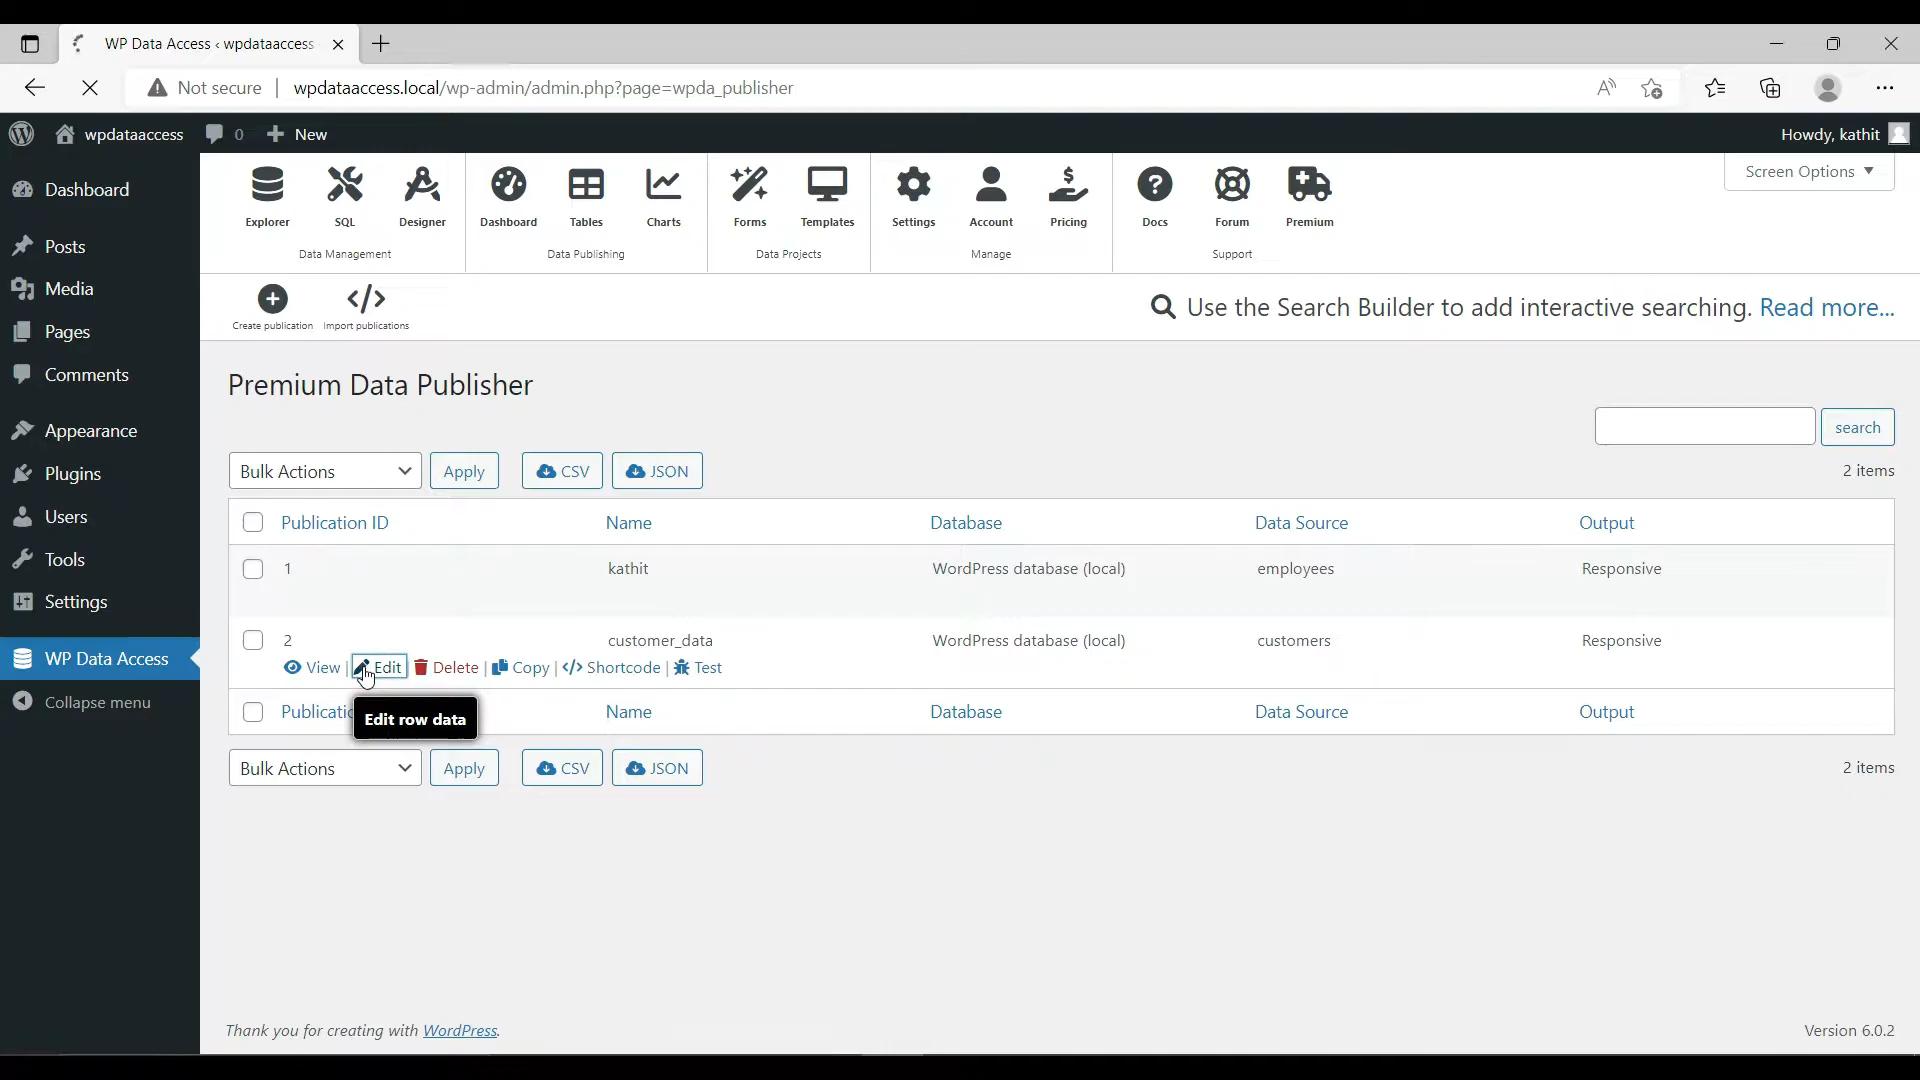 WP Data Access ‹ wpdataaccess
Not secure | wpdataaccess.local/wp-admin/admin.php?page=wpda_publisher
wpdataaccess 0 New Howdy, kathit
Screen Options
Explorer SQL Designer Dashboard Tables Charts Forms Templates Settings Account Pricing Docs Forum Premium
Data Management Data Publishing Data Projects Manage Support
Create publication Import publications
Use the Search Builder to add interactive searching. Read more...
Dashboard
Posts
Media
Pages
Comments
Appearance
Plugins
Users
Tools
Settings
WP Data Access
Collapse menu
Premium Data Publisher
search
Bulk Actions Apply CSV JSON 2 items
Publication ID Name Database Data Source Output
1 kathit WordPress database (local) employees Responsive
2 customer_data WordPress database (local) customers Responsive
View | Edit Delete | Copy | Shortcode | Test
Edit row data
Name Database Data Source Output
Bulk Actions Apply CSV JSON 2 items
Thank you for creating with WordPress. Version 6.0.2